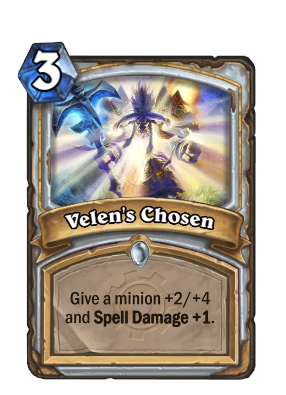 3
Velen's Chosen
Give a minion +2/+4
and Spell Damage +1.